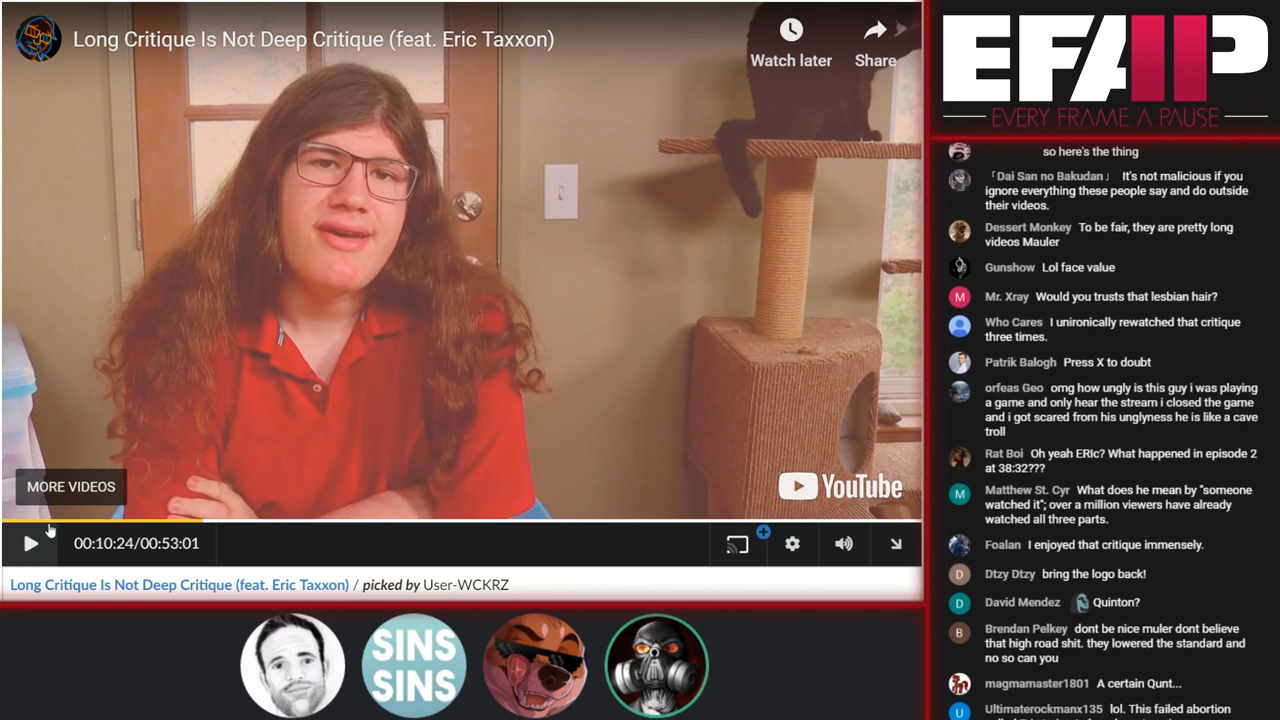 Long Critique Is Not Deep Critique (feat. Eric Taxxon)
Watch later
Share
MORE VIDEOS
YouTube
00:10:24/00:53:01
Long Critique Is Not Deep Critique (feat. Eric Taxxon) / picked by User-WCKRZ
SINS
SINS
EFAP
EVERY FRAME A PAUSE
so here's the thing
「Dai San no Bakudan」 It's not malicious if you
ignore everything these people say and do outside
their videos.
Dessert Monkey To be fair, they are pretty long
videos Mauler
Gunshow Lol face value
M Mr. Xray Would you trusts that lesbian hair?
Who Cares I unironically rewatched that critique
three times.
Patrik Balogh Press X to doubt
orfeas Geo omg how ugly is this guy i was playing
a game and only hear the stream i closed the game
and i got scared from his uglyness he is like a cave
troll
Rat Boi Oh yeah ERIc? What happened in episode 2
at 38:32???
M Matthew St. Cyr What does he mean by "someone
watched it"; over a million viewers have already
watched all three parts.
Foalan I enjoyed that critique immensely.
D Dtzy Dtzy bring the logo back!
D David Mendez Quinton?
B Brendan Pelkey dont be nice muler dont believe
that high road shit. they lowered the standard and
no so can you
magmamaster1801 A certain Qunt...
U Ultimaterockmanx135 lol. This failed abortion